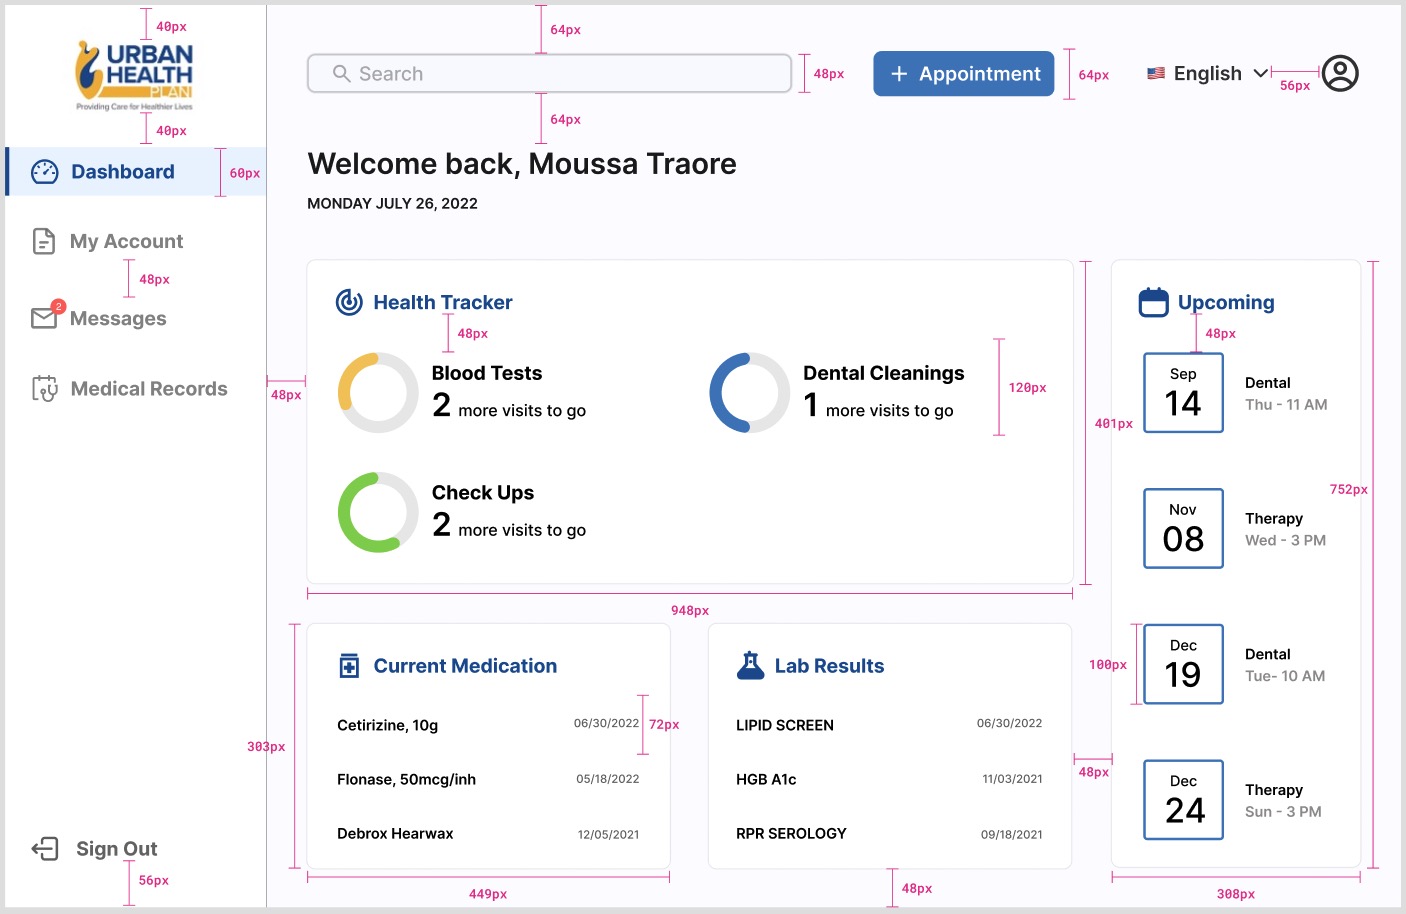 40px
URBAN
HEALTH
PLAN
Providing Care for Healthier Lives
40px
Dashboard
60px
My Account
48px
2
Messages
Medical Records
Sign Out
56px
64px
Search
48px
64px
+ Appointment
64px
English
56px
Welcome back, Moussa Traore
MONDAY JULY 26, 2022
48px
Health Tracker
48px
Blood Tests
2 more visits to go
Dental Cleanings
1 more visits to go
120px
Check Ups
2 more visits to go
401px
948px
Upcoming
48px
Sep
14
Dental
Thu - 11 AM
Nov
08
Therapy
Wed - 3 PM
752px
Dec
19
Dental
Tue- 10 AM
100px
Dec
24
Therapy
Sun - 3 PM
308px
303px
Current Medication
Cetirizine, 10g 06/30/2022
72px
Flonase, 50mcg/inh 05/18/2022
Debrox Hearwax 12/05/2021
449px
Lab Results
LIPID SCREEN 06/30/2022
HGB A1c 11/03/2021
RPR SEROLOGY 09/18/2021
48px
48px